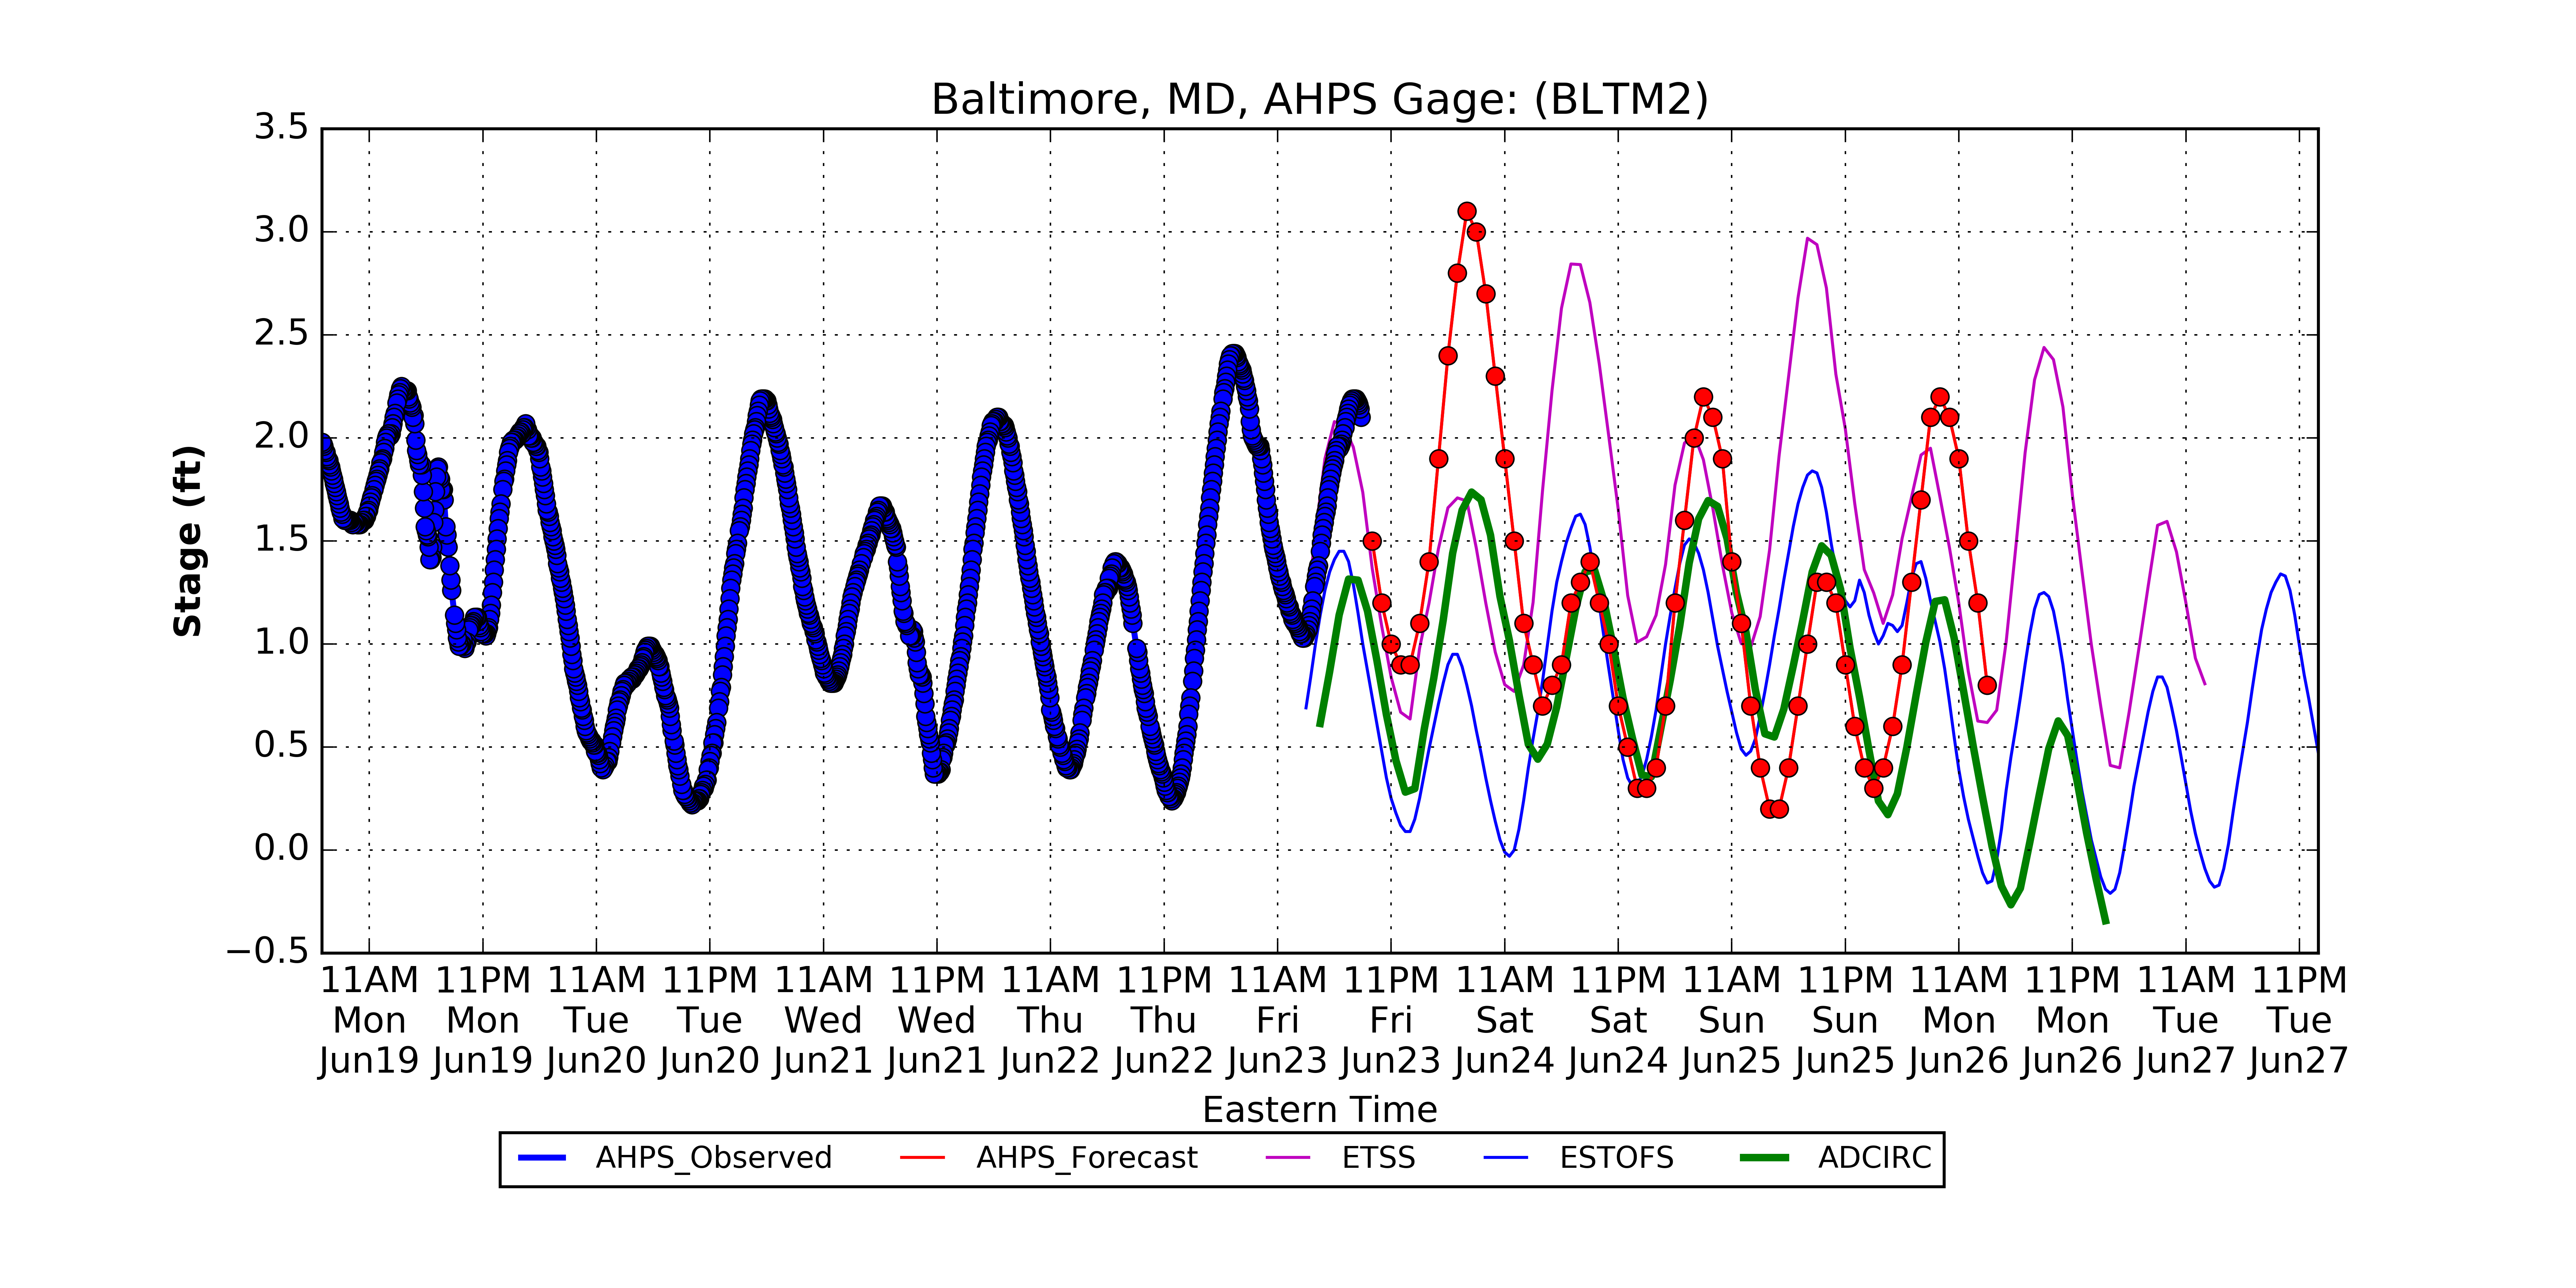 Baltimore, MD, AHPS Gage: (BLTM2)
3.5
3.0
2.5
2.0
1.5
1.0
0.5
0.0
−0.5
Stage (ft)
11AM 11PM 11AM 11PM 11AM 11PM 11AM 11PM 11AM 11PM 11AM 11PM 11AM 11PM 11AM 11PM 11AM 11PM
Mon Mon Tue Tue Wed Wed Thu Thu Fri Fri Sat Sat Sun Sun Mon Mon Tue Tue
Jun19 Jun19 Jun20 Jun20 Jun21 Jun21 Jun22 Jun22 Jun23 Jun23 Jun24 Jun24 Jun25 Jun25 Jun26 Jun26 Jun27 Jun27
Eastern Time
AHPS_Observed AHPS_Forecast ETSS ESTOFS ADCIRC